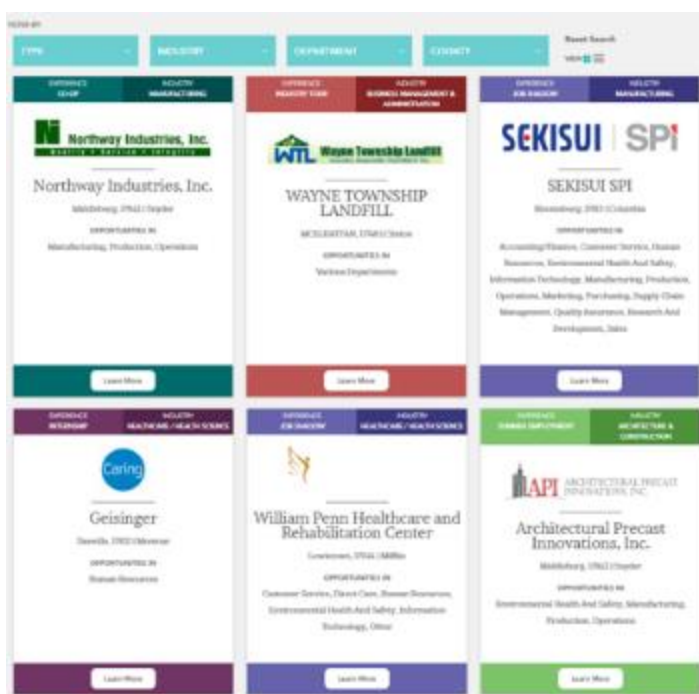 TYPE
INDUSTRY
DEPARTMENT
COUNTY
Reset Search
VIEW
EXPERIENCE
CO-OP
INDUSTRY
MANUFACTURING
Northway Industries, Inc.
Quality • Service • Integrity
Northway Industries, Inc.
Middleburg, 17842 | Snyder
OPPORTUNITIES IN
Manufacturing, Production, Operations
Learn More
EXPERIENCE
INDUSTRY TOUR
INDUSTRY
BUSINESS MANAGEMENT &
ADMINISTRATION
WTL Wayne Township Landfill
WAYNE TOWNSHIP
LANDFILL
MCELHATTAN, 17748 | Clinton
OPPORTUNITIES IN
Various Departments
Learn More
EXPERIENCE
JOB SHADOW
INDUSTRY
MANUFACTURING
SEKISUI | SPI
SEKISUI SPI
Bloomsburg, 17815 | Columbia
OPPORTUNITIES IN
Accounting/Finance, Customer Service, Human
Resources, Environmental Health And Safety,
Information Technology, Manufacturing, Production,
Operations, Marketing, Purchasing, Supply Chain
Management, Quality Assurance, Research And
Development, Sales
Learn More
EXPERIENCE
INTERNSHIP
INDUSTRY
HEALTHCARE / HEALTH SCIENCE
Caring
Geisinger
Danville, 17822 | Montour
OPPORTUNITIES IN
Human Resources
Learn More
EXPERIENCE
JOB SHADOW
INDUSTRY
HEALTHCARE / HEALTH SCIENCE
William Penn Healthcare and
Rehabilitation Center
Lewistown, 17044 | Mifflin
OPPORTUNITIES IN
Customer Service, Direct Care, Human Resources,
Environmental Health And Safety, Information
Technology, Other
Learn More
EXPERIENCE
SUMMER EMPLOYMENT
INDUSTRY
ARCHITECTURE &
CONSTRUCTION
API ARCHITECTURAL PRECAST
INNOVATIONS, INC.
Architectural Precast
Innovations, Inc.
Middleburg, 17842 | Snyder
OPPORTUNITIES IN
Environmental Health And Safety, Manufacturing,
Production, Operations
Learn More